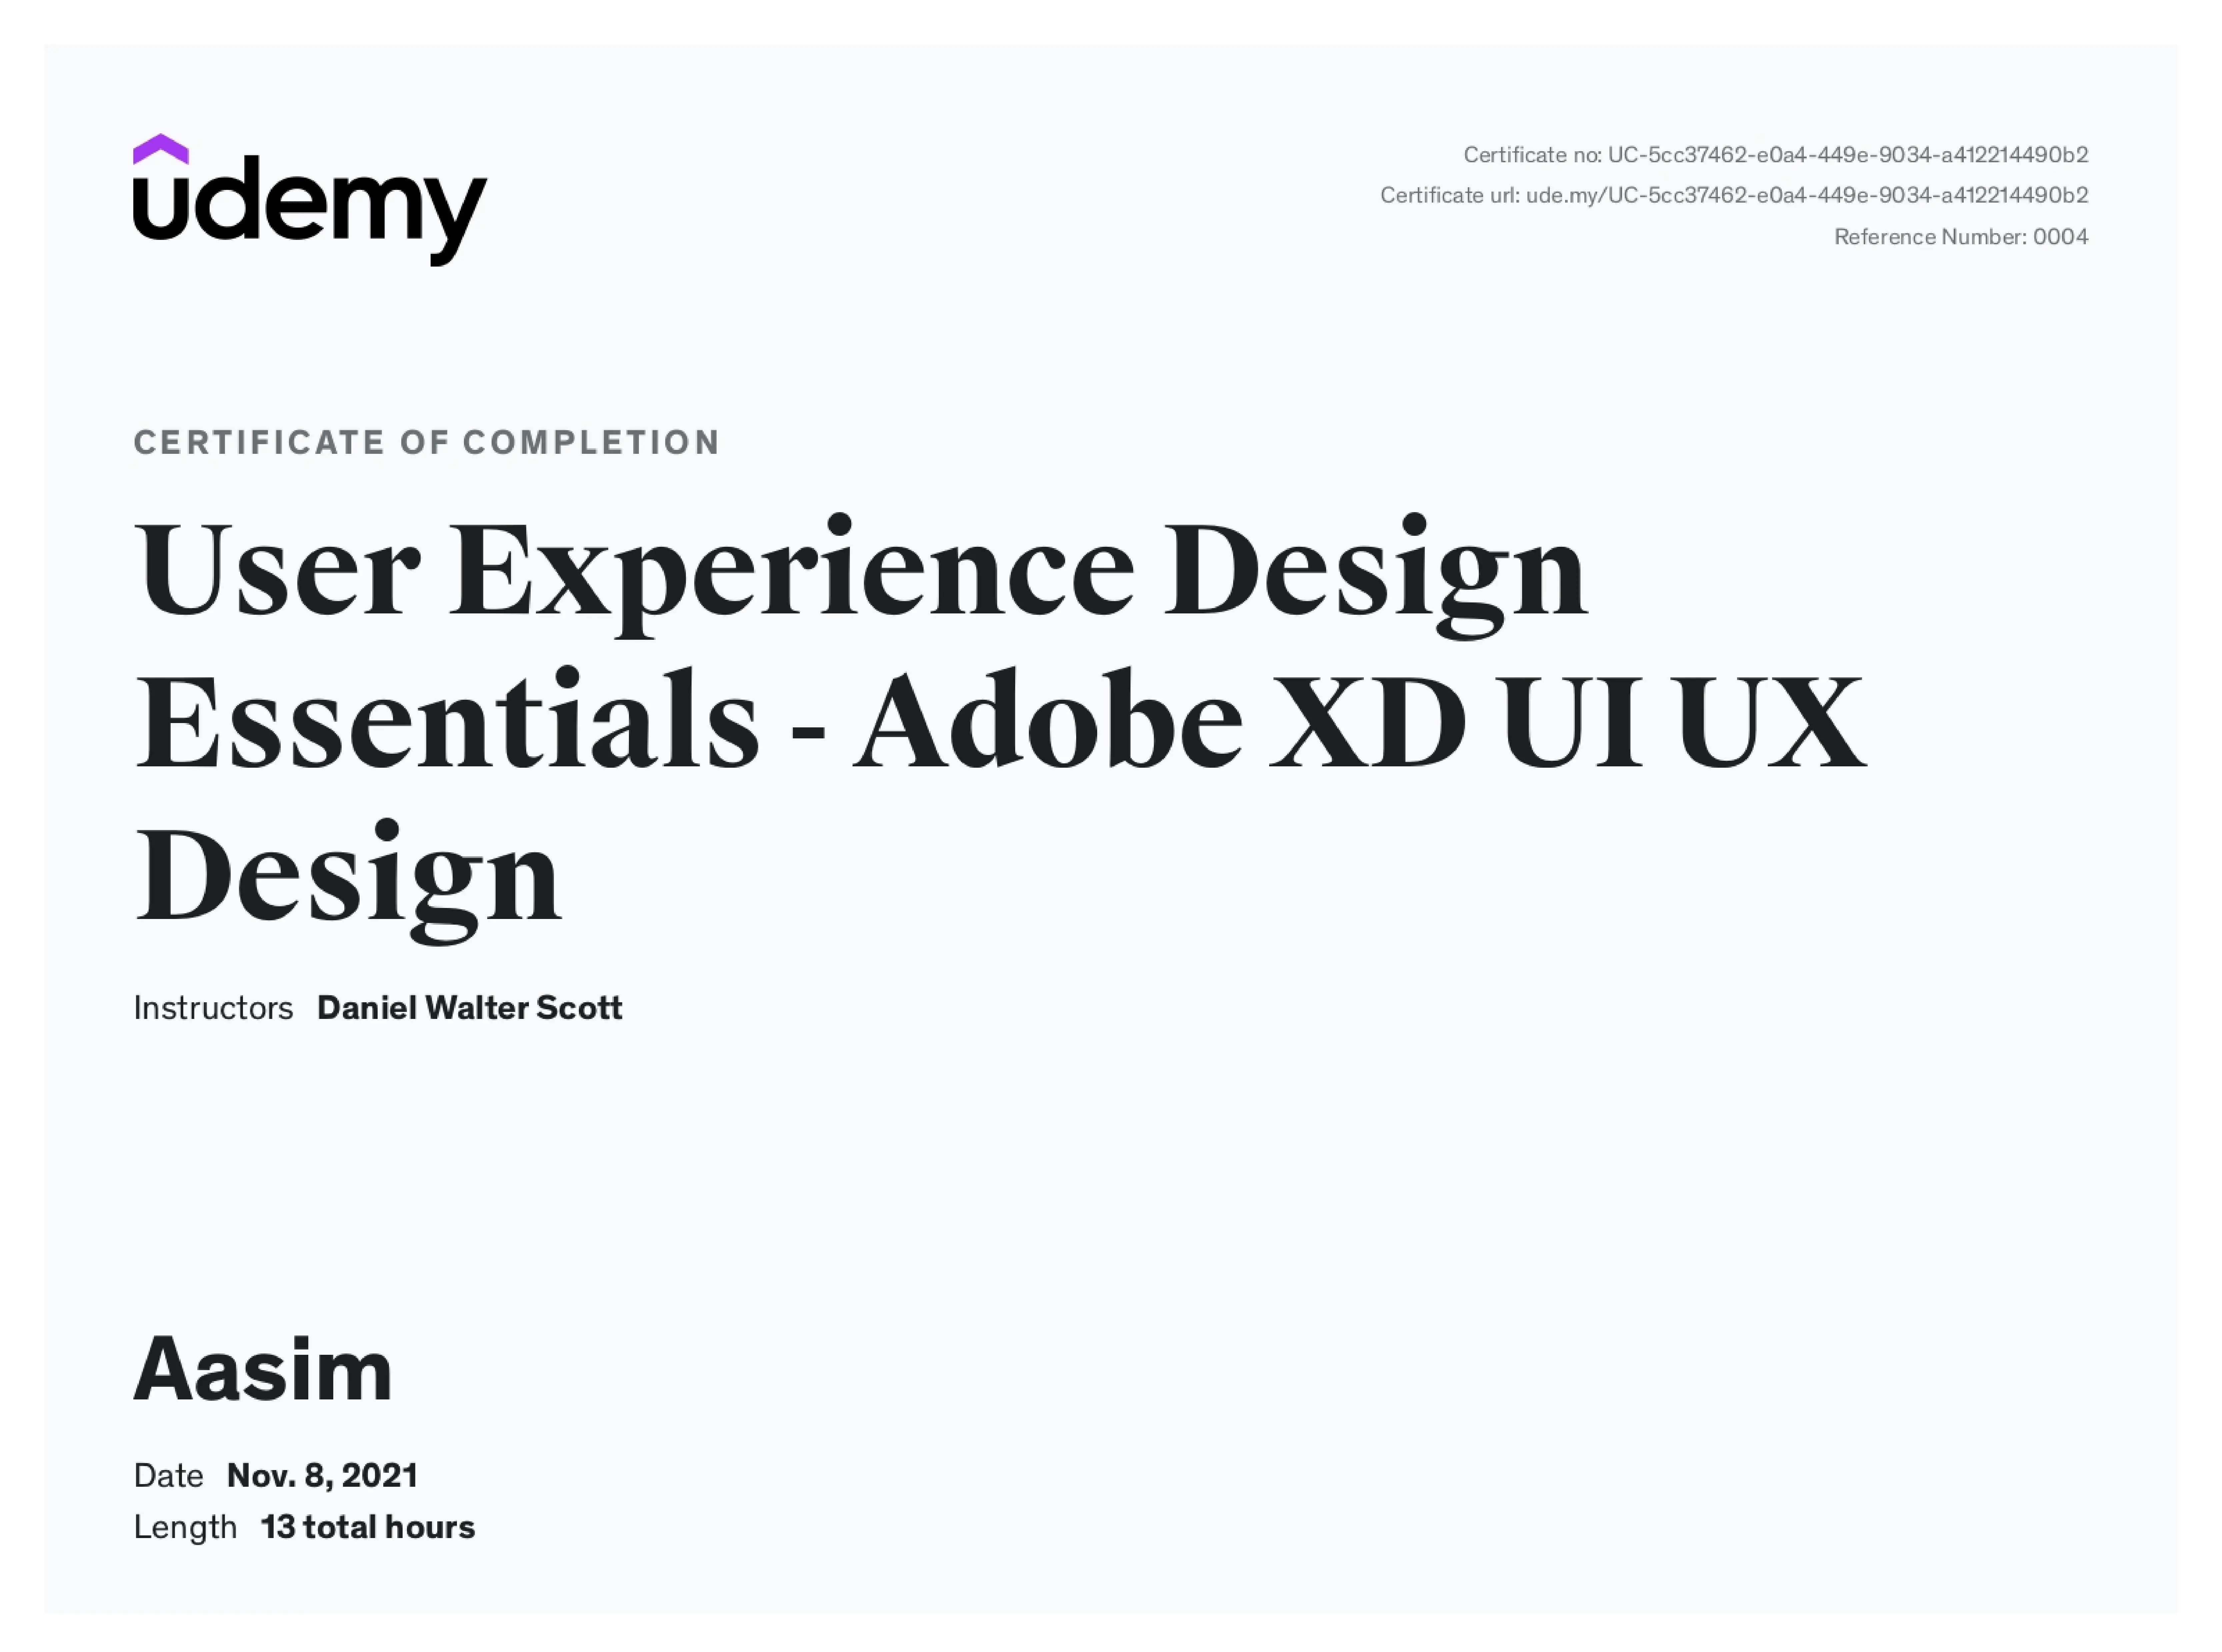 udemy
Certificate no: UC-5cc37462-e0a4-449e-9034-a412214490b2
Certificate url: ude.my/UC-5cc37462-e0a4-449e-9034-a412214490b2
Reference Number: 0004
CERTIFICATE OF COMPLETION
User Experience Design
Essentials - Adobe XD UI UX
Design
Instructors Daniel Walter Scott
Aasim
Date Nov. 8, 2021
Length 13 total hours